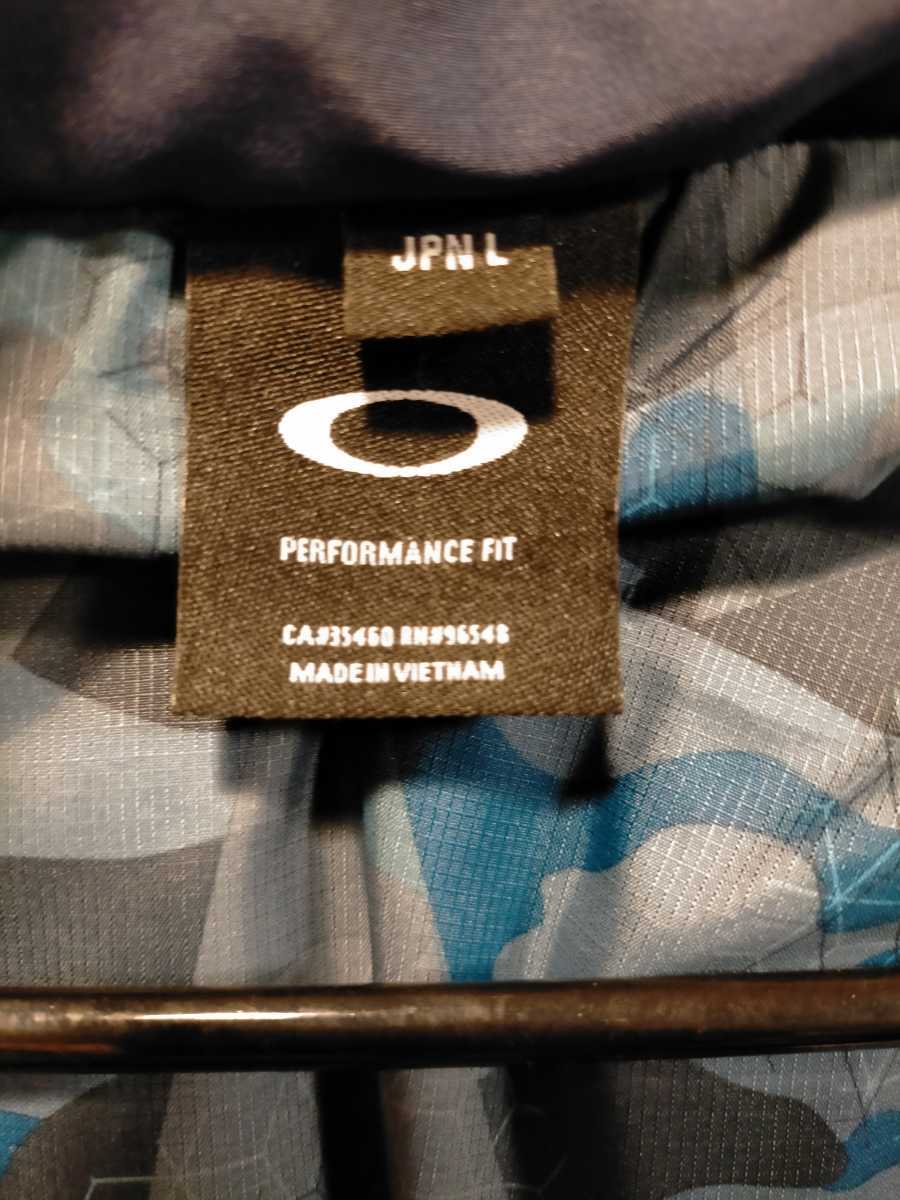 JPN L
PERFORMANCE FIT
CA#35460 RN#96548
MADE IN VIETNAM